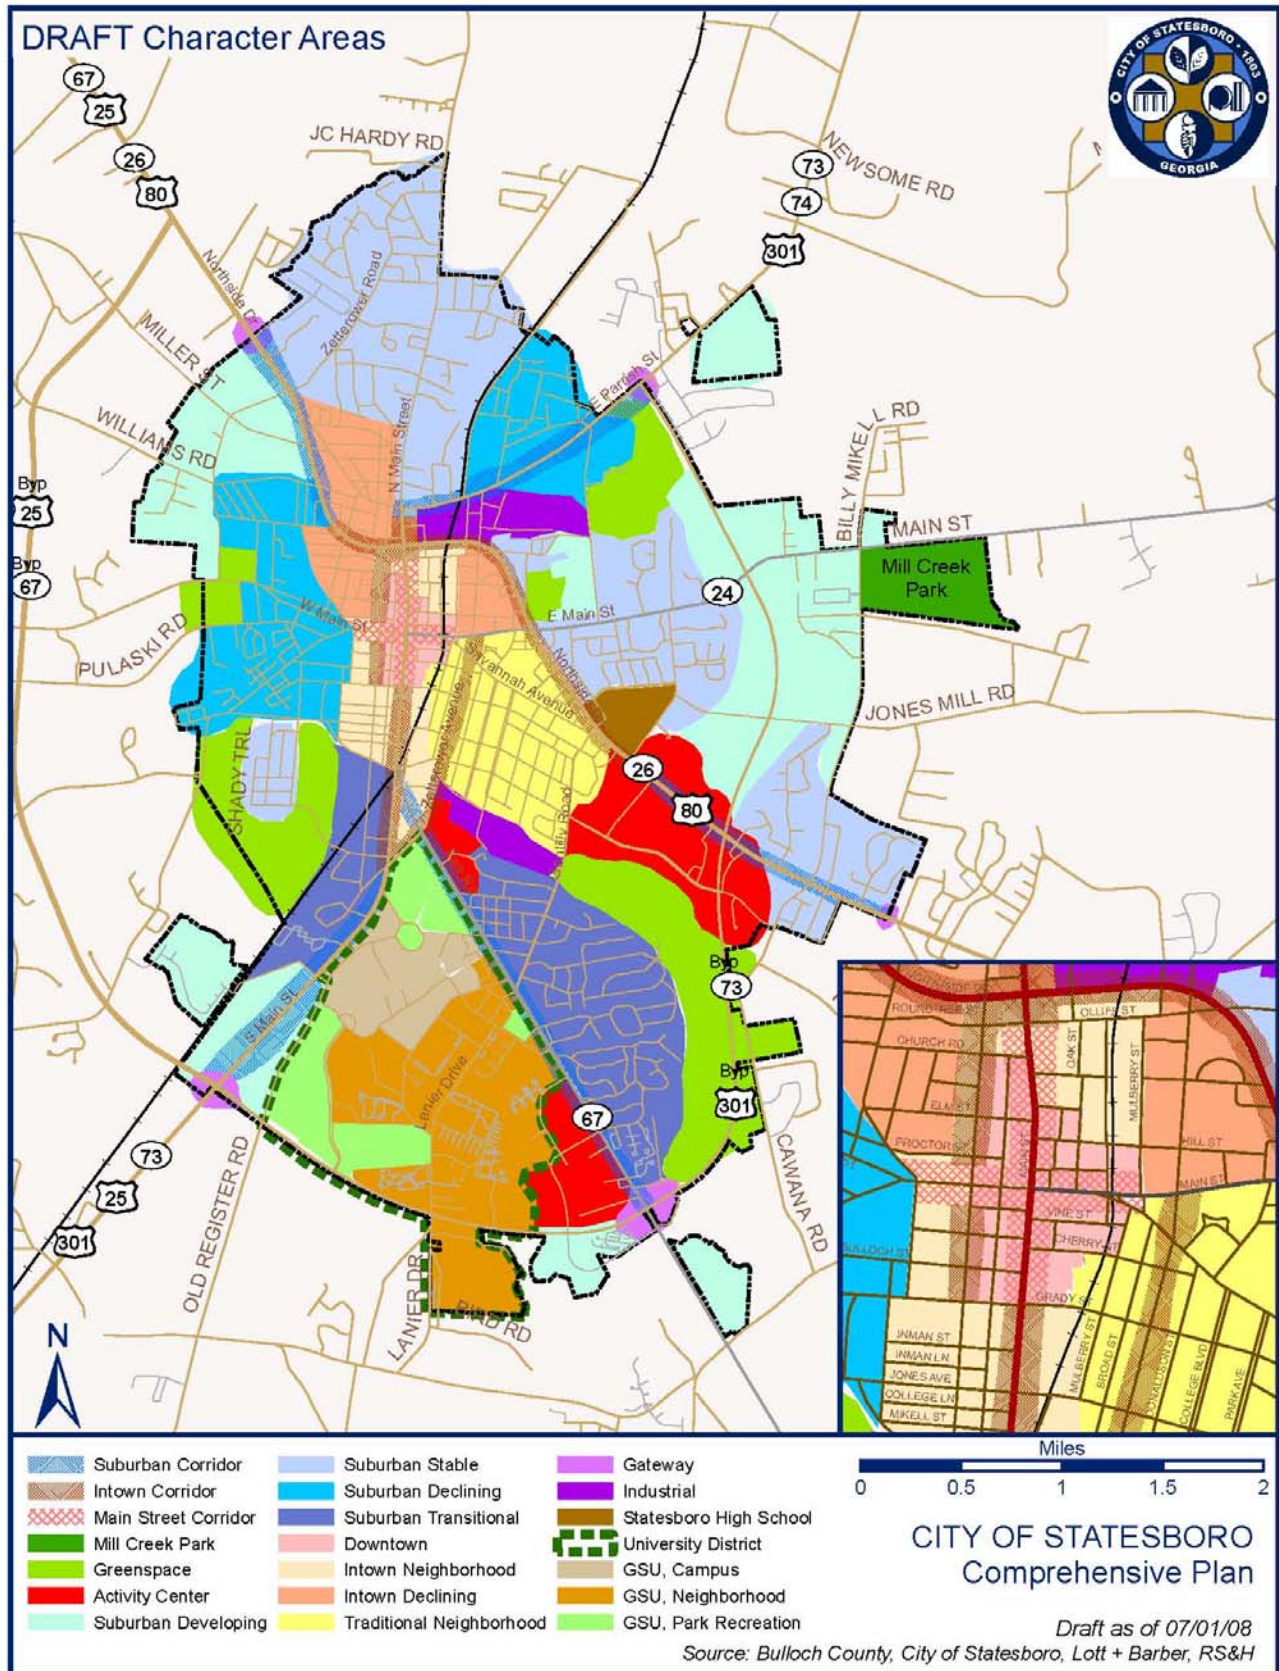 DRAFT Character Areas
CITY OF STATESBORO • 1803
GEORGIA
67
25
26
80
JC HARDY RD
NEWSOME RD
73
74
301
Northside Dr
Zetterower Road
MILLER ST
WILLIAMS RD
N Main Street
E Parrish St
BILLY MIKELL RD
MAIN ST
Mill Creek
Park
Byp
25
Byp
67
24
E Main St
W Main St
PULASKI RD
Savannah Avenue
JONES MILL RD
Zetterower Avenue
SHADY TRL
26
80
Byp
73
S Main St
Lanier Drive
67
Byp
301
CAWANA RD
73
25
301
OLD REGISTER RD
LANIER DR
N
ROUNDTREE ST
OLLIFF ST
CHURCH RD
OAK ST
MULBERRY ST
ELM ST
PROCTOR ST
HILL ST
MAIN ST
MAIN ST
VINE ST
CHERRY ST
BULLOCH ST
GRADY ST
INMAN ST
INMAN LN
JONES AVE
COLLEGE LN
MIKELL ST
MULBERRY ST
BROAD ST
DONALDSON ST
COLLEGE BLVD
PARK AVE
Suburban Corridor
Intown Corridor
Main Street Corridor
Mill Creek Park
Greenspace
Activity Center
Suburban Developing
Suburban Stable
Suburban Declining
Suburban Transitional
Downtown
Intown Neighborhood
Intown Declining
Traditional Neighborhood
Gateway
Industrial
Statesboro High School
University District
GSU, Campus
GSU, Neighborhood
GSU, Park Recreation
Miles
0 0.5 1 1.5 2
CITY OF STATESBORO
Comprehensive Plan
Draft as of 07/01/08
Source: Bulloch County, City of Statesboro, Lott + Barber, RS&H